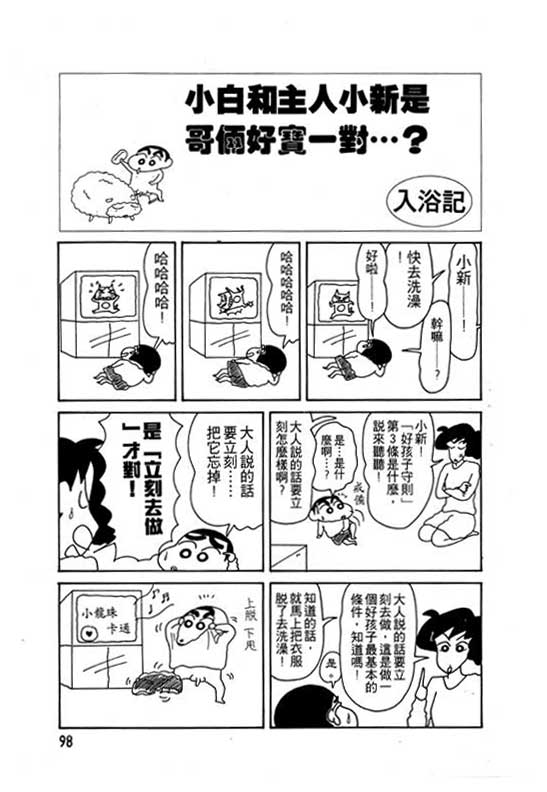 小白和主人小新是
哥倆好寶一對…？
入浴記
小新——！
幹嘛——？
快去洗澡！
好啦——
哈哈哈哈哈！
哈哈哈哈！
小新！
「好孩子守則」
第3條是什麼，
說來聽聽！
是…是什
麼啊…？
戒備
大人說的話要立
刻怎麼樣啊？
大人說的話
要立刻……
把它忘掉！
是「立刻去做
」才對！
大人說的話要立
刻去做，這是做一
個好孩子最基本的
條件，知道嗎！
知道的話，
就馬上把衣服
脫了去洗澡！
是。
上脫下甩
小龍珠
卡通
98